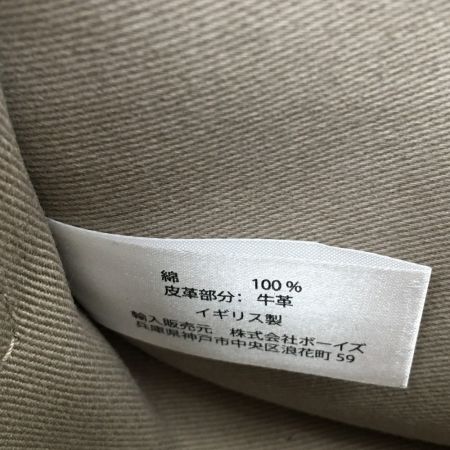 綿 100%
皮革部分: 牛革
イギリス製
輸入販売元 株式会社ボーイズ
兵庫県神戸市中央区浪花町59